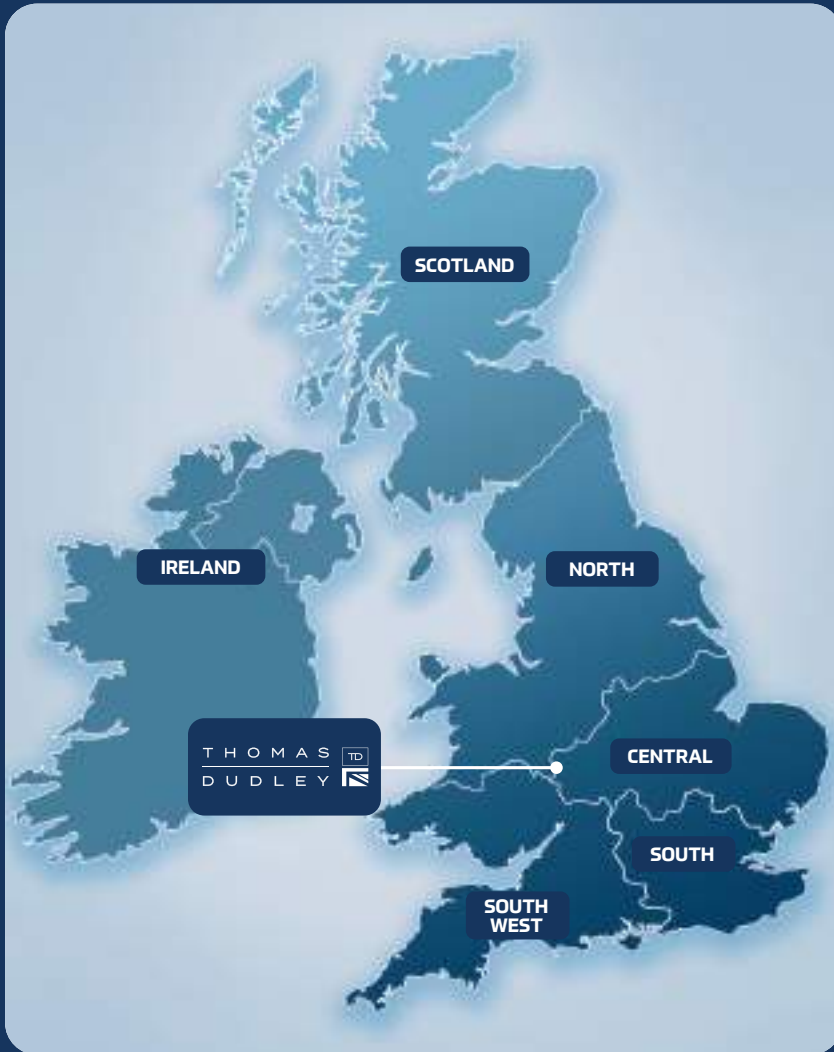 SCOTLAND
IRELAND
NORTH
THOMAS TD
DUDLEY
CENTRAL
SOUTH
SOUTH
WEST